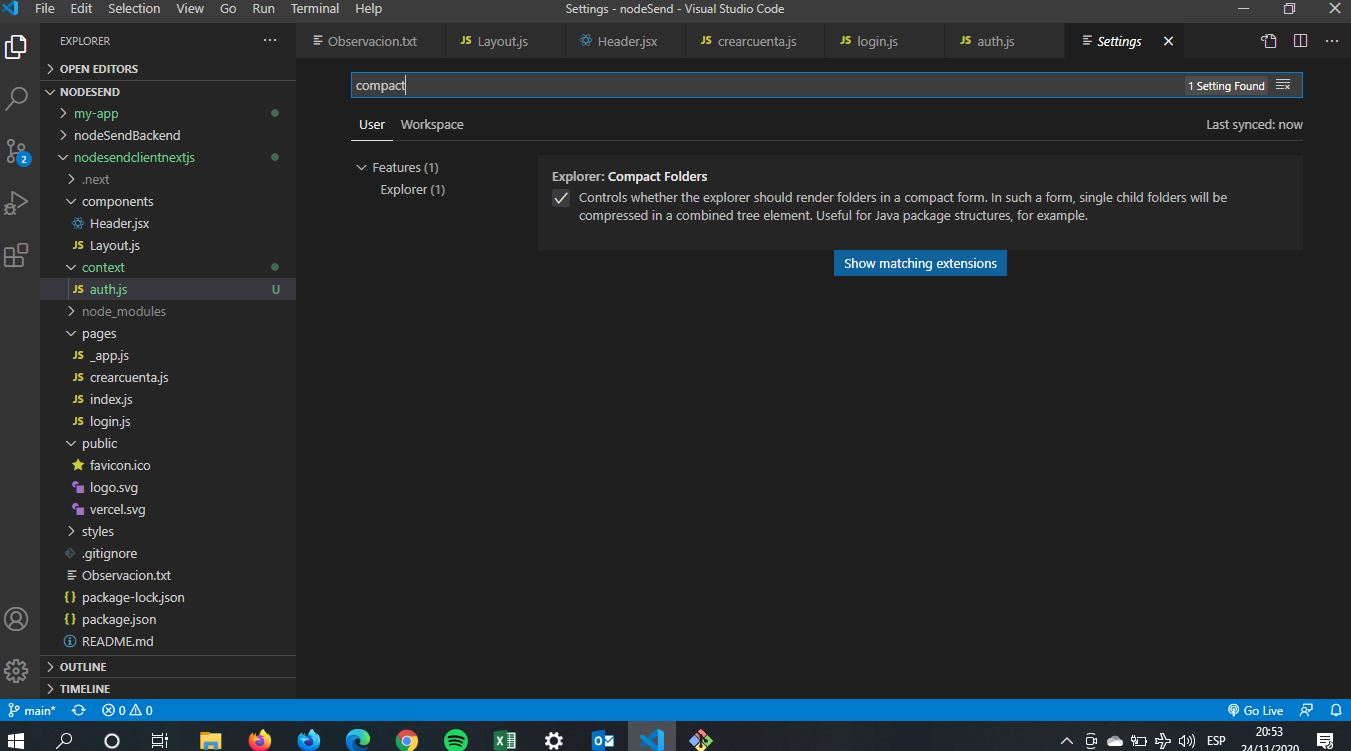 File Edit Selection View Go Run Terminal Help Settings - nodeSend - Visual Studio Code
EXPLORER
Observacion.txt JS Layout.js Header.jsx JS crearcuenta.js JS login.js JS auth.js Settings
OPEN EDITORS
NODESEND
my-app
nodeSendBackend
nodesendclientnextjs
.next
components
Header.jsx
JS Layout.js
context
JS auth.js U
node_modules
pages
JS _app.js
JS crearcuenta.js
JS index.js
JS login.js
public
favicon.ico
logo.svg
vercel.svg
styles
.gitignore
Observacion.txt
{} package-lock.json
{} package.json
README.md
OUTLINE
TIMELINE
2
compact 1 Setting Found
User Workspace Last synced: now
Features (1)
Explorer (1)
Explorer: Compact Folders
Controls whether the explorer should render folders in a compact form. In such a form, single child folders will be
compressed in a combined tree element. Useful for Java package structures, for example.
Show matching extensions
main* 0 0 Go Live
ESP 20:53
24/11/2020